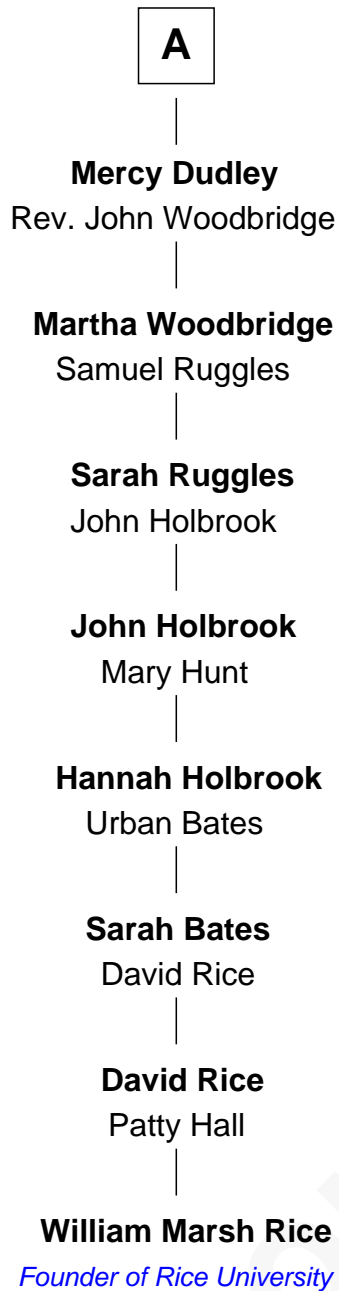 A
Mercy Dudley
Rev. John Woodbridge
Martha Woodbridge
Samuel Ruggles
Sarah Ruggles
John Holbrook
John Holbrook
Mary Hunt
Hannah Holbrook
Urban Bates
Sarah Bates
David Rice
David Rice
Patty Hall
William Marsh Rice
Founder of Rice University